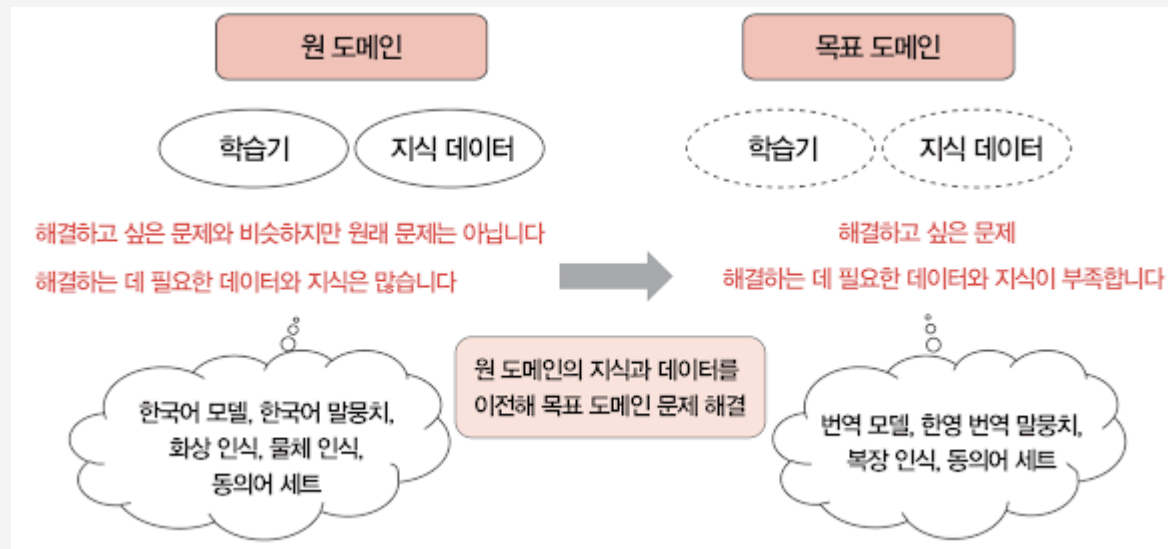 원 도메인
목표 도메인
학습기
지식 데이터
학습기
지식 데이터
해결하고 싶은 문제와 비슷하지만 원래 문제는 아닙니다
해결하는 데 필요한 데이터와 지식은 많습니다
해결하고 싶은 문제
해결하는 데 필요한 데이터와 지식이 부족합니다
원 도메인의 지식과 데이터를
이전해 목표 도메인 문제 해결
한국어 모델, 한국어 말뭉치,
화상 인식, 물체 인식,
동의어 세트
번역 모델, 한영 번역 말뭉치,
복장 인식, 동의어 세트